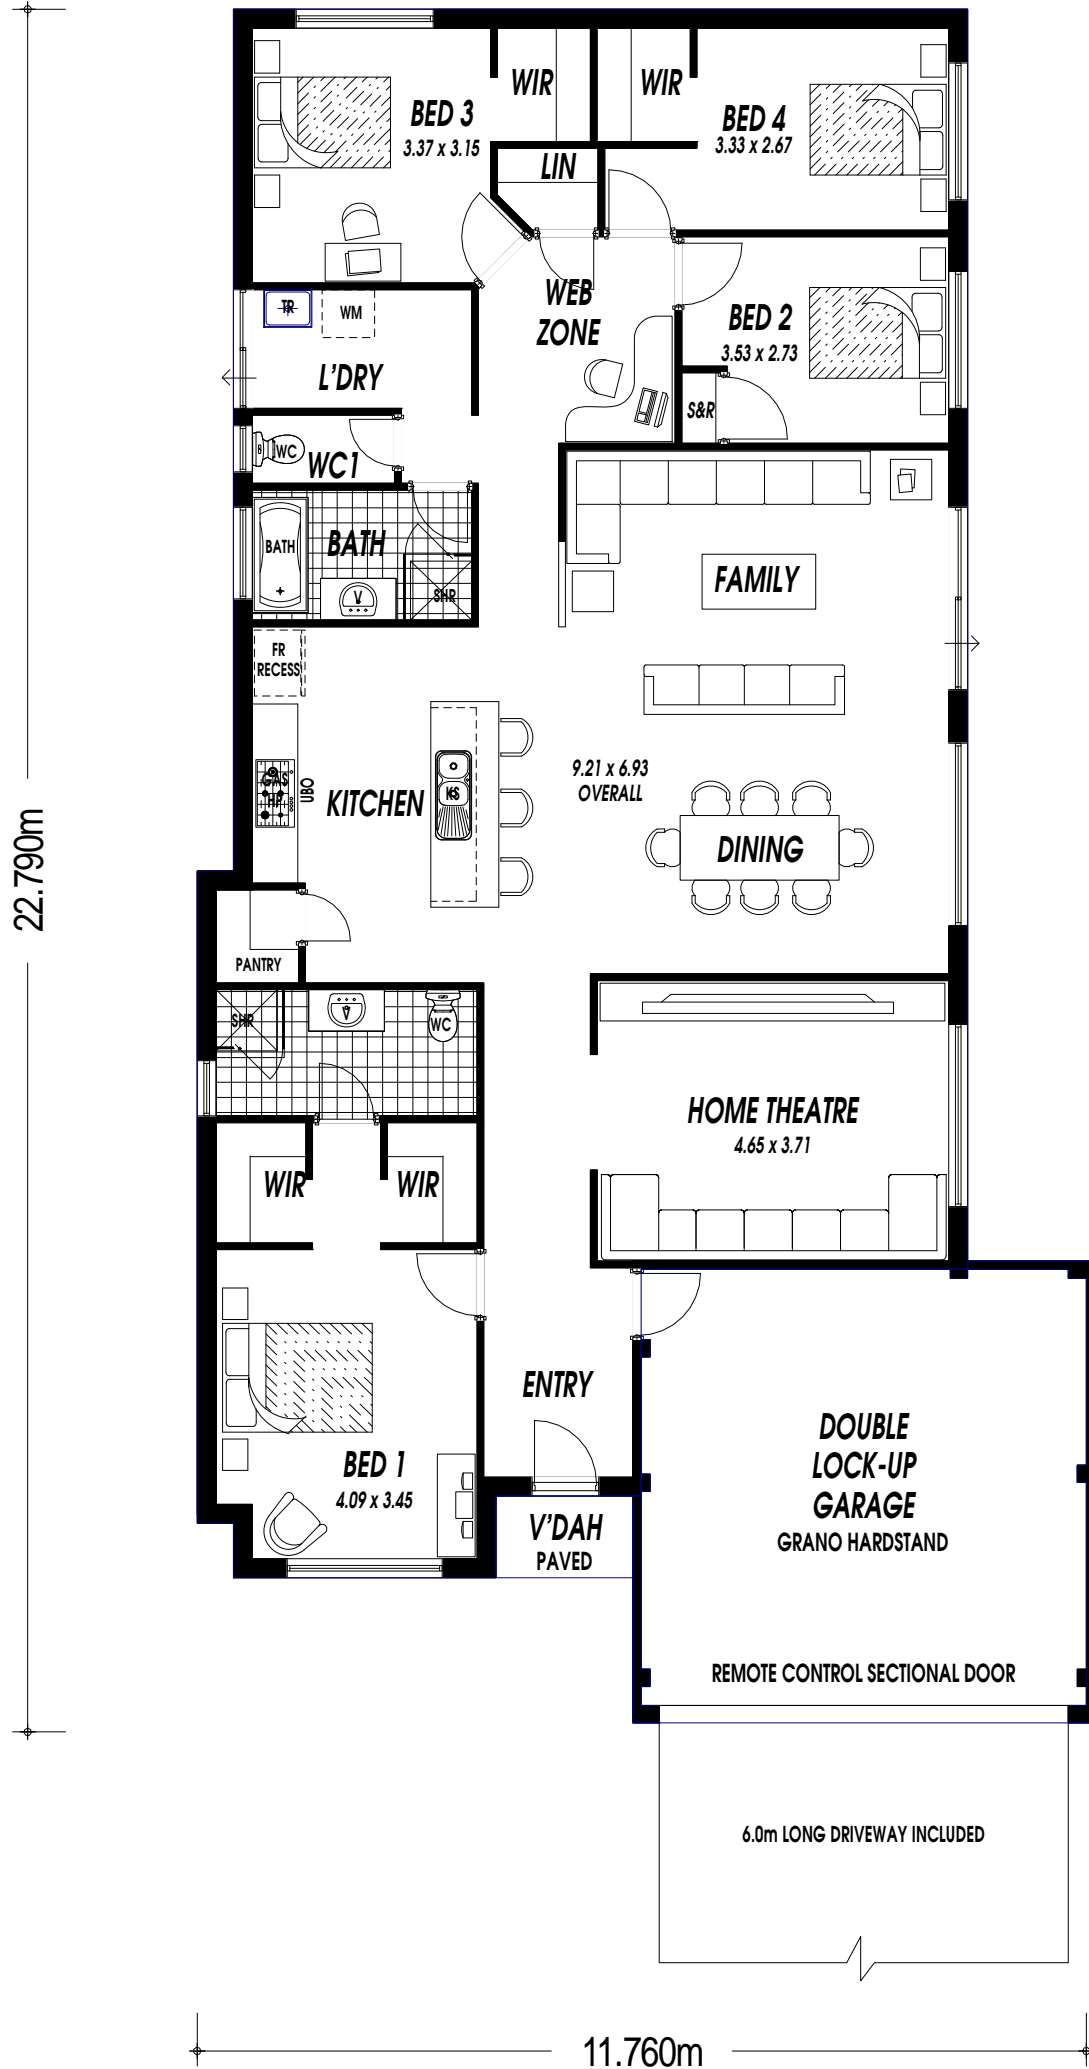 WIR
WIR
BED 3
3.37 x 3.15
BED 4
3.33 x 2.67
LIN
WEB
ZONE
TR
WM
BED 2
3.53 x 2.73
L'DRY
S&R
WC
WC1
BATH
BATH
V
SHR
FAMILY
FR
RECESS
9.21 x 6.93
OVERALL
GAS
HP
UBO
KITCHEN
KS
DINING
22.790m
PANTRY
SHR
V
WC
HOME THEATRE
4.65 x 3.71
WIR
WIR
ENTRY
BED 1
4.09 x 3.45
DOUBLE
LOCK-UP
GARAGE
GRANO HARDSTAND
V'DAH
PAVED
REMOTE CONTROL SECTIONAL DOOR
6.0m LONG DRIVEWAY INCLUDED
11.760m